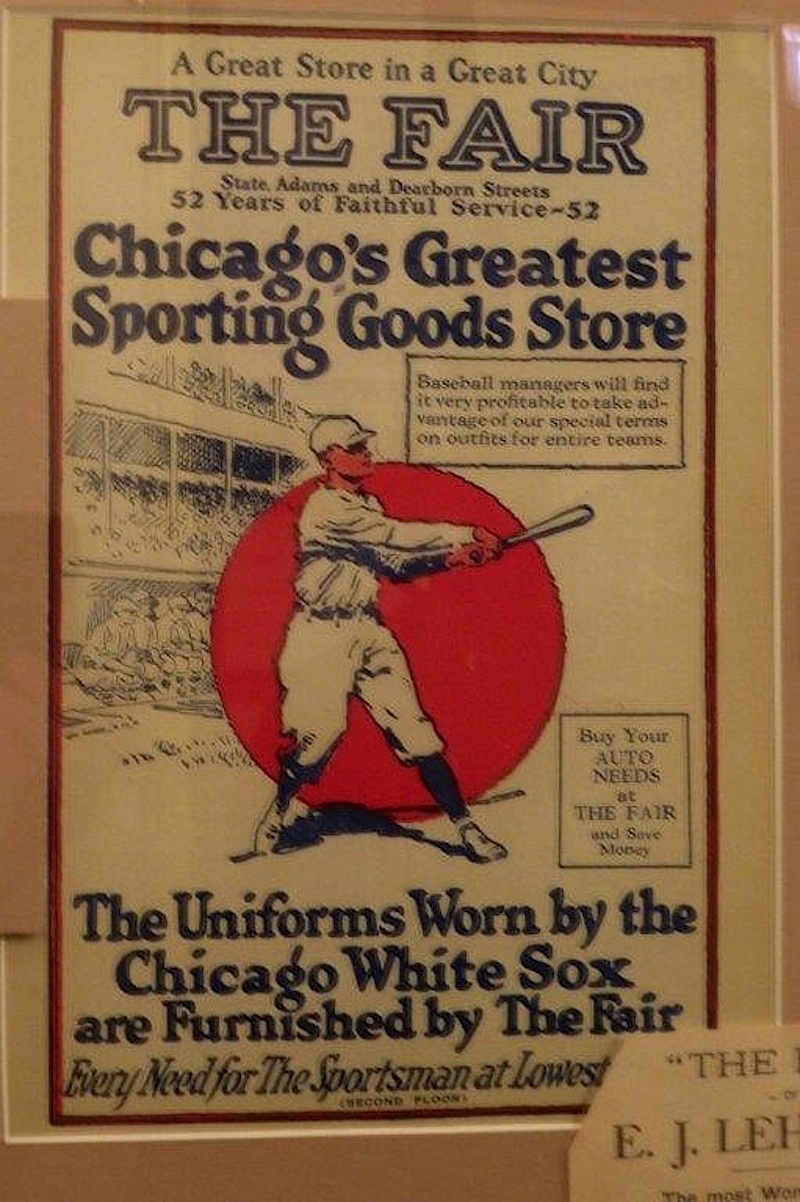 A Great Store in a Great City
THE FAIR
State, Adams and Dearborn Streets
52 Years of Faithful Service~52
Chicago's Greatest
Sporting Goods Store
Baseball managers will find
it very profitable to take ad-
vantage of our special terms
on outfits for entire teams.
Buy Your
AUTO
NEEDS
at
THE FAIR
and Save
Money
The Uniforms Worn by the
Chicago White Sox
are Furnished by The Fair
Every Need for The Sportsman at Lowest
(SECOND FLOOR)
"THE
E. J. LEH
The most